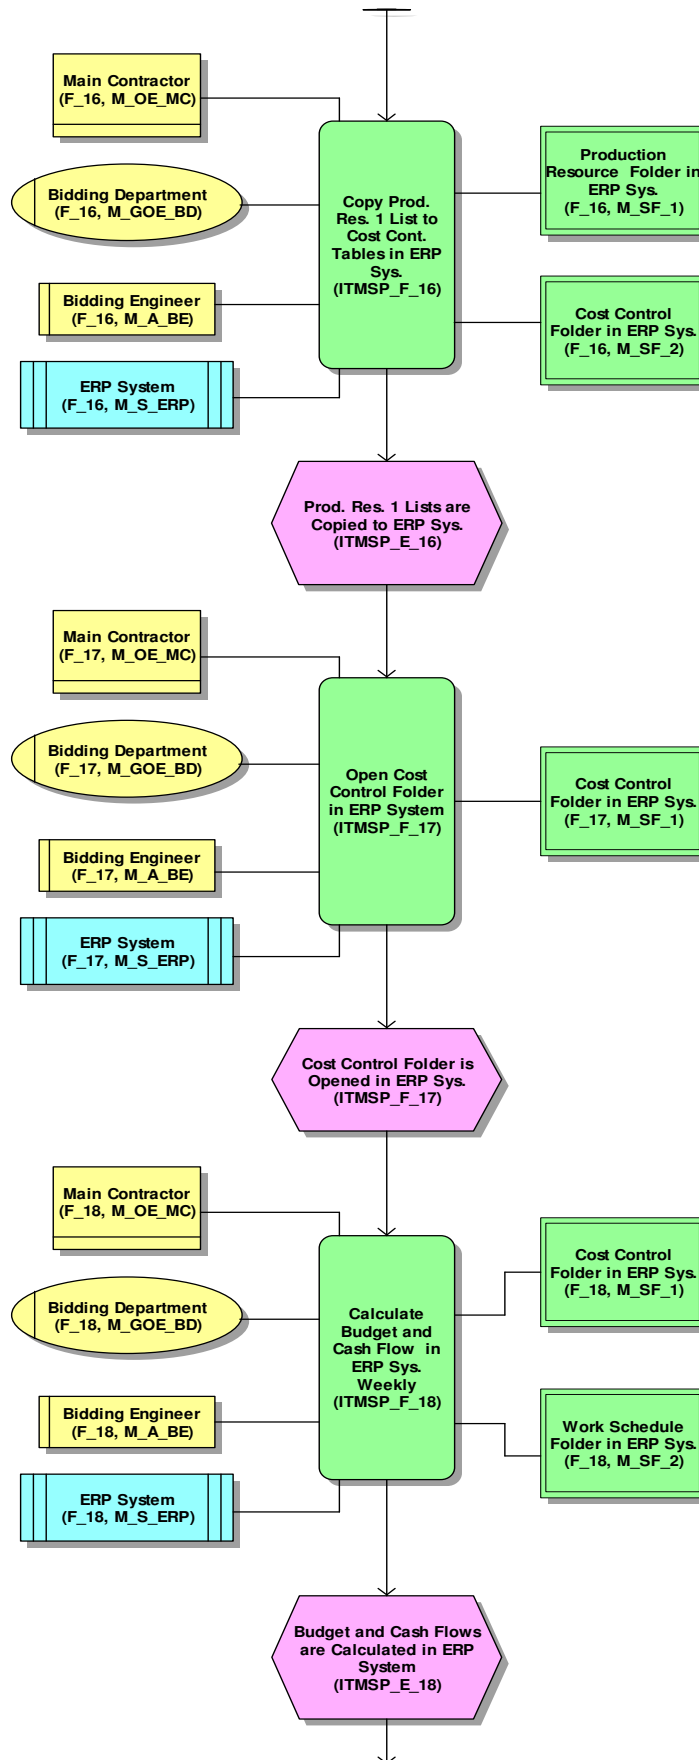 Main Contractor
(F_16, M_OE_MC)
Bidding Department
(F_16, M_GOE_BD)
Bidding Engineer
(F_16, M_A_BE)
ERP System
(F_16, M_S_ERP)
Copy Prod.
Res. 1 List to
Cost Cont.
Tables in ERP
Sys.
(ITMSP_F_16)
Production
Resource Folder in
ERP Sys.
(F_16, M_SF_1)
Cost Control
Folder in ERP Sys.
(F_16, M_SF_2)
Prod. Res. 1 Lists are
Copied to ERP Sys.
(ITMSP_E_16)
Main Contractor
(F_17, M_OE_MC)
Bidding Department
(F_17, M_GOE_BD)
Bidding Engineer
(F_17, M_A_BE)
ERP System
(F_17, M_S_ERP)
Open Cost
Control Folder
in ERP System
(ITMSP_F_17)
Cost Control
Folder in ERP Sys.
(F_17, M_SF_1)
Cost Control Folder is
Opened in ERP Sys.
(ITMSP_F_17)
Main Contractor
(F_18, M_OE_MC)
Bidding Department
(F_18, M_GOE_BD)
Bidding Engineer
(F_18, M_A_BE)
ERP System
(F_18, M_S_ERP)
Calculate
Budget and
Cash Flow in
ERP Sys.
Weekly
(ITMSP_F_18)
Cost Control
Folder in ERP Sys.
(F_18, M_SF_1)
Work Schedule
Folder in ERP Sys.
(F_18, M_SF_2)
Budget and Cash Flows
are Calculated in ERP
System
(ITMSP_E_18)